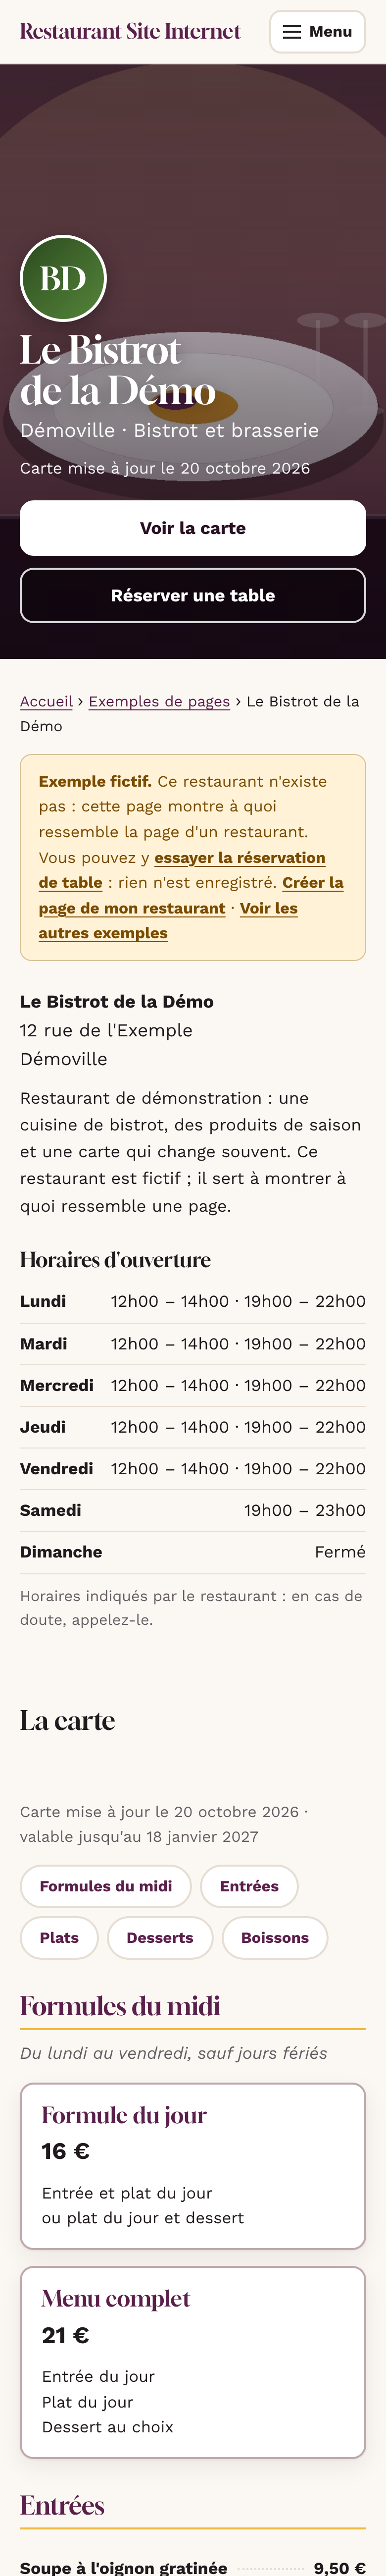 Restaurant Site Internet
Menu
BD
Le Bistrot
de la Démo
Démoville · Bistrot et brasserie
Carte mise à jour le 20 octobre 2026
Voir la carte
Réserver une table
Accueil › Exemples de pages › Le Bistrot de la
Démo
Exemple fictif. Ce restaurant n'existe
pas : cette page montre à quoi
ressemble la page d'un restaurant.
Vous pouvez y essayer la réservation
de table : rien n'est enregistré. Créer la
page de mon restaurant · Voir les
autres exemples
Le Bistrot de la Démo
12 rue de l'Exemple
Démoville
Restaurant de démonstration : une
cuisine de bistrot, des produits de saison
et une carte qui change souvent. Ce
restaurant est fictif ; il sert à montrer à
quoi ressemble une page.
Horaires d'ouverture
Lundi 12h00 – 14h00 · 19h00 – 22h00
Mardi 12h00 – 14h00 · 19h00 – 22h00
Mercredi 12h00 – 14h00 · 19h00 – 22h00
Jeudi 12h00 – 14h00 · 19h00 – 22h00
Vendredi 12h00 – 14h00 · 19h00 – 22h00
Samedi 19h00 – 23h00
Dimanche Fermé
Horaires indiqués par le restaurant : en cas de
doute, appelez-le.
La carte
Carte mise à jour le 20 octobre 2026 ·
valable jusqu'au 18 janvier 2027
Formules du midi Entrées
Plats Desserts Boissons
Formules du midi
Du lundi au vendredi, sauf jours fériés
Formule du jour
16 €
Entrée et plat du jour
ou plat du jour et dessert
Menu complet
21 €
Entrée du jour
Plat du jour
Dessert au choix
Entrées
Soupe à l'oignon gratinée 9,50 €